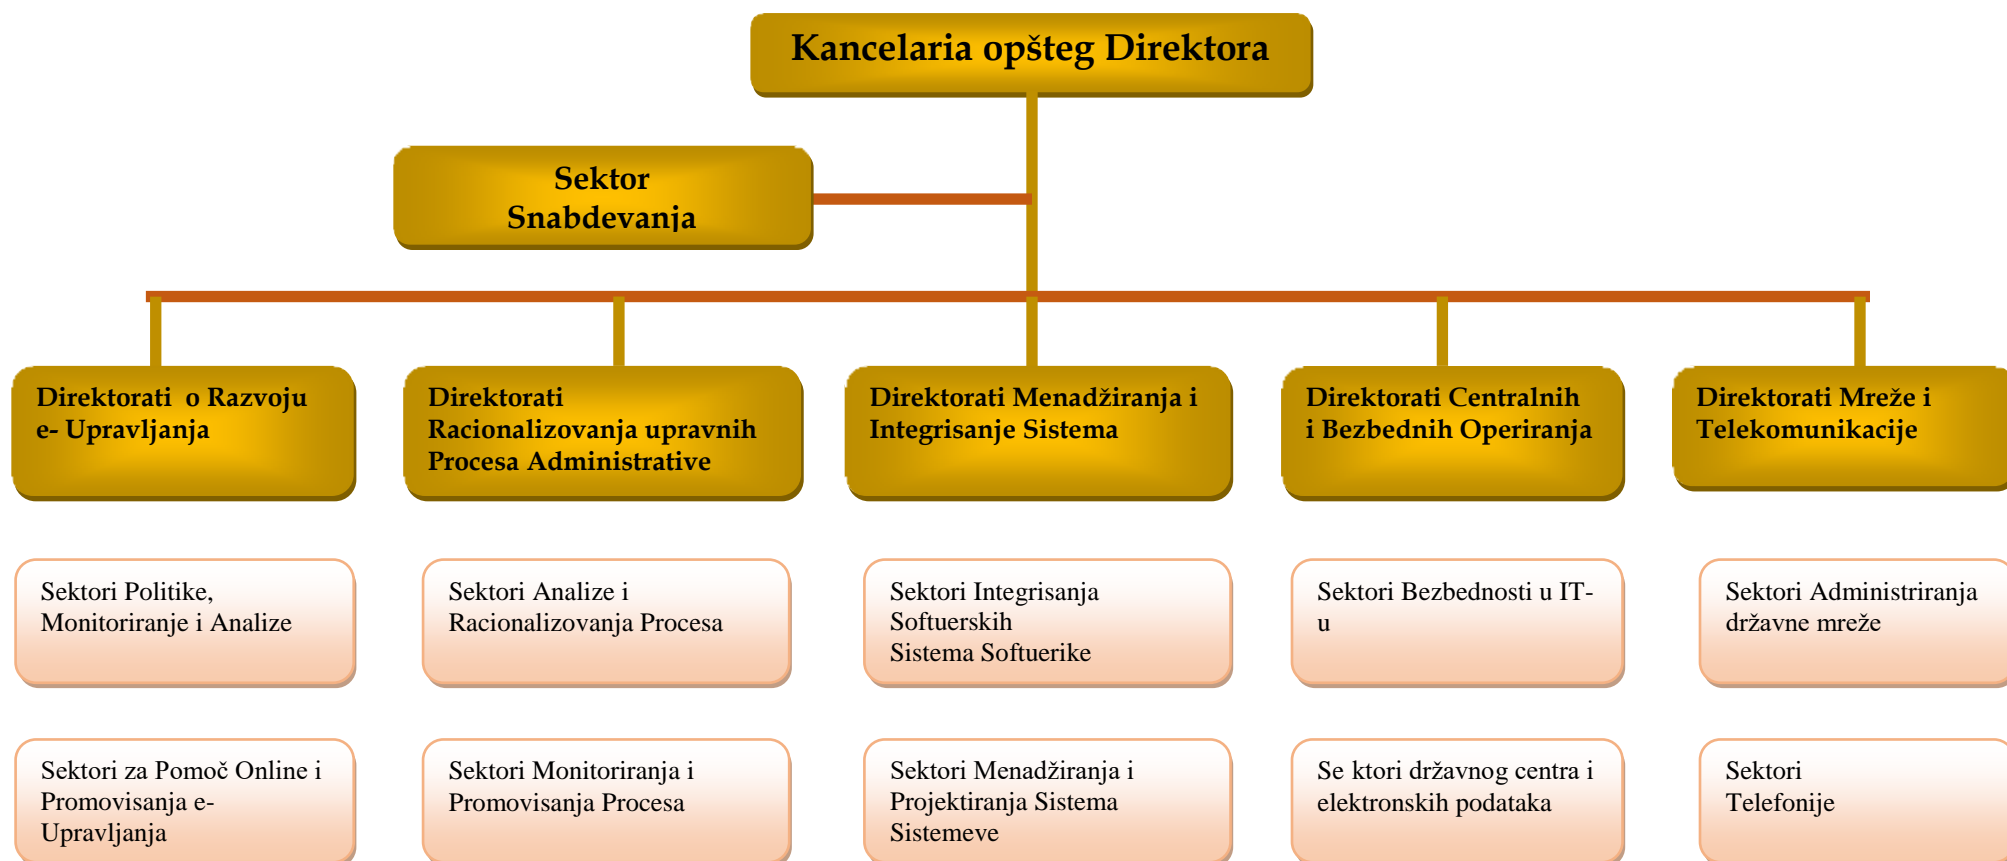 Kancelaria opšteg Direktora
Sektor
Snabdevanja
Direktorati o Razvoju
e- Upravljanja
Direktorati
Racionalizovanja upravnih
Procesa Administrative
Direktorati Menadžiranja i
Integrisanje Sistema
Direktorati Centralnih
i Bezbednih Operiranja
Direktorati Mreže i
Telekomunikacije
Sektori Politike,
Monitoriranje i Analize
Sektori Analize i
Racionalizovanja Procesa
Sektori Integrisanja
Softuerskih
Sistema Softuerike
Sektori Bezbednosti u IT-
u
Sektori Administriranja
državne mreže
Sektori za Pomoč Online i
Promovisanja e-
Upravljanja
Sektori Monitoriranja i
Promovisanja Procesa
Sektori Menadžiranja i
Projektiranja Sistema
Sistemeve
Se ktori državnog centra i
elektronskih podataka
Sektori
Telefonije